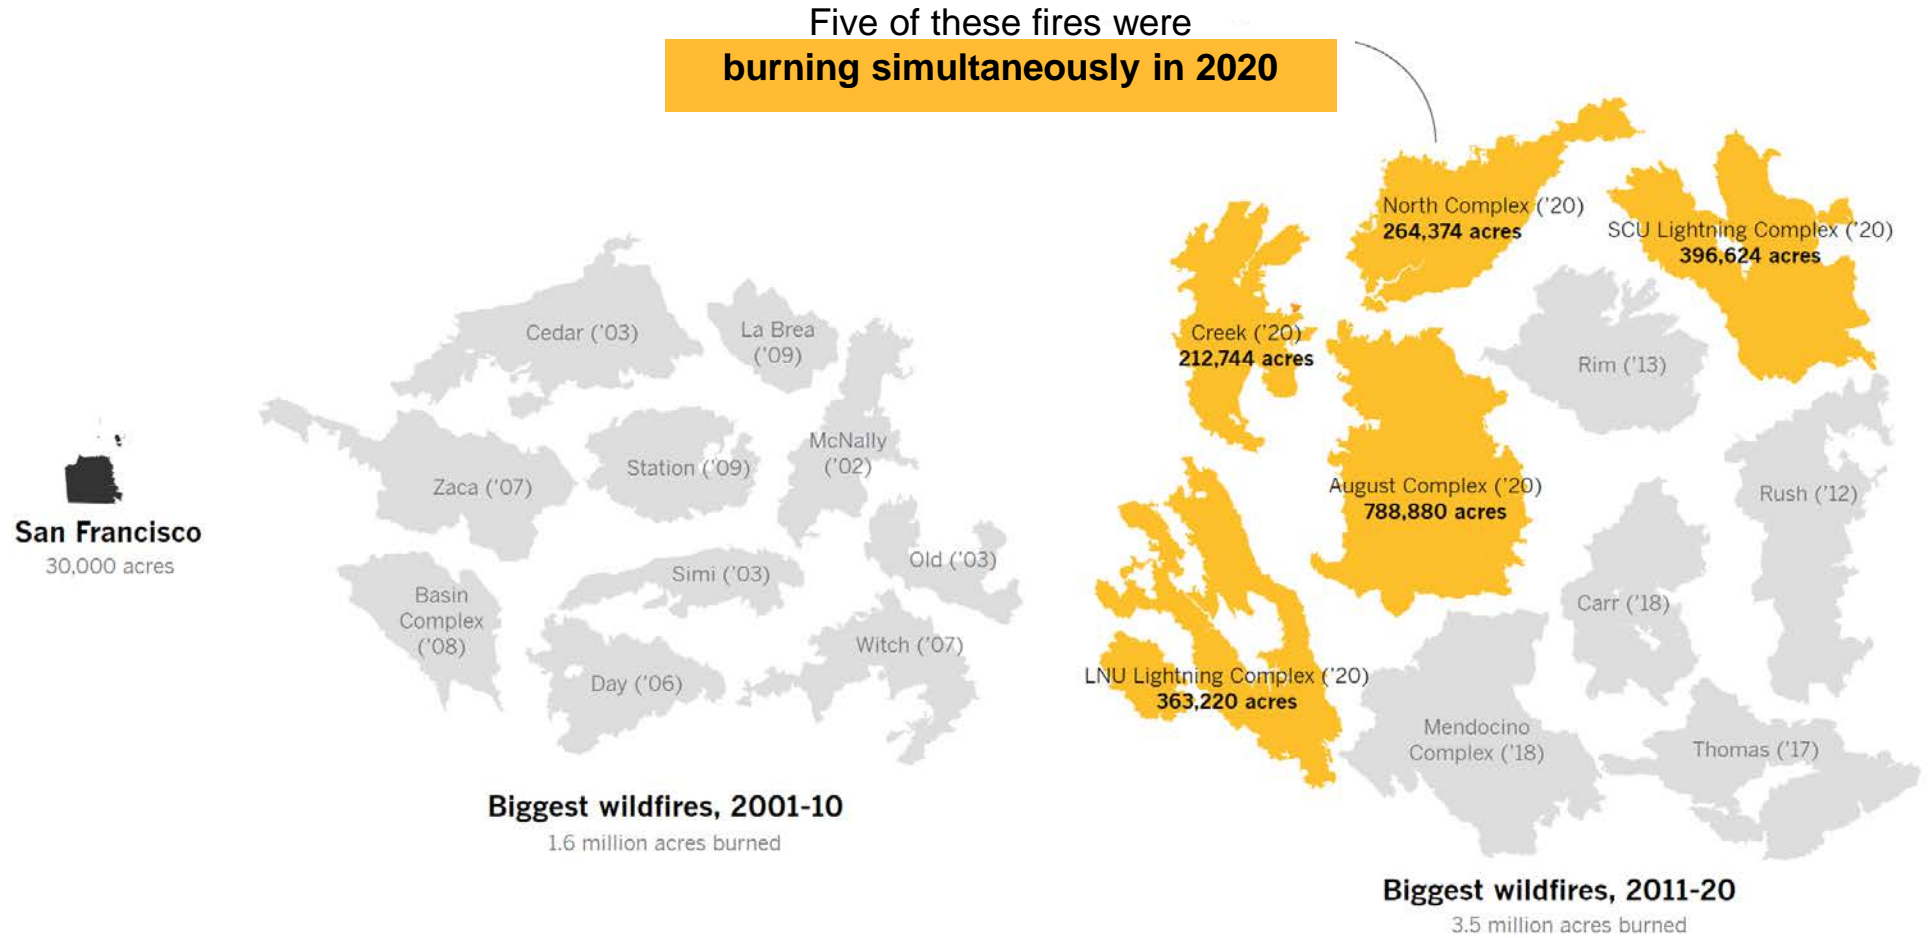 Five of these fires were
burning simultaneously in 2020
North Complex ('20)
264,374 acres
SCU Lightning Complex ('20)
396,624 acres
Creek ('20)
212,744 acres
Rim ('13)
August Complex ('20)
788,880 acres
Rush ('12)
Carr ('18)
LNU Lightning Complex ('20)
363,220 acres
Mendocino
Complex ('18)
Thomas ('17)
Biggest wildfires, 2011-20
3.5 million acres burned
Cedar ('03)
La Brea
('09)
McNally
('02)
Station ('09)
Zaca ('07)
Old ('03)
Simi ('03)
Basin
Complex
('08)
Witch ('07)
Day ('06)
Biggest wildfires, 2001-10
1.6 million acres burned
San Francisco
30,000 acres